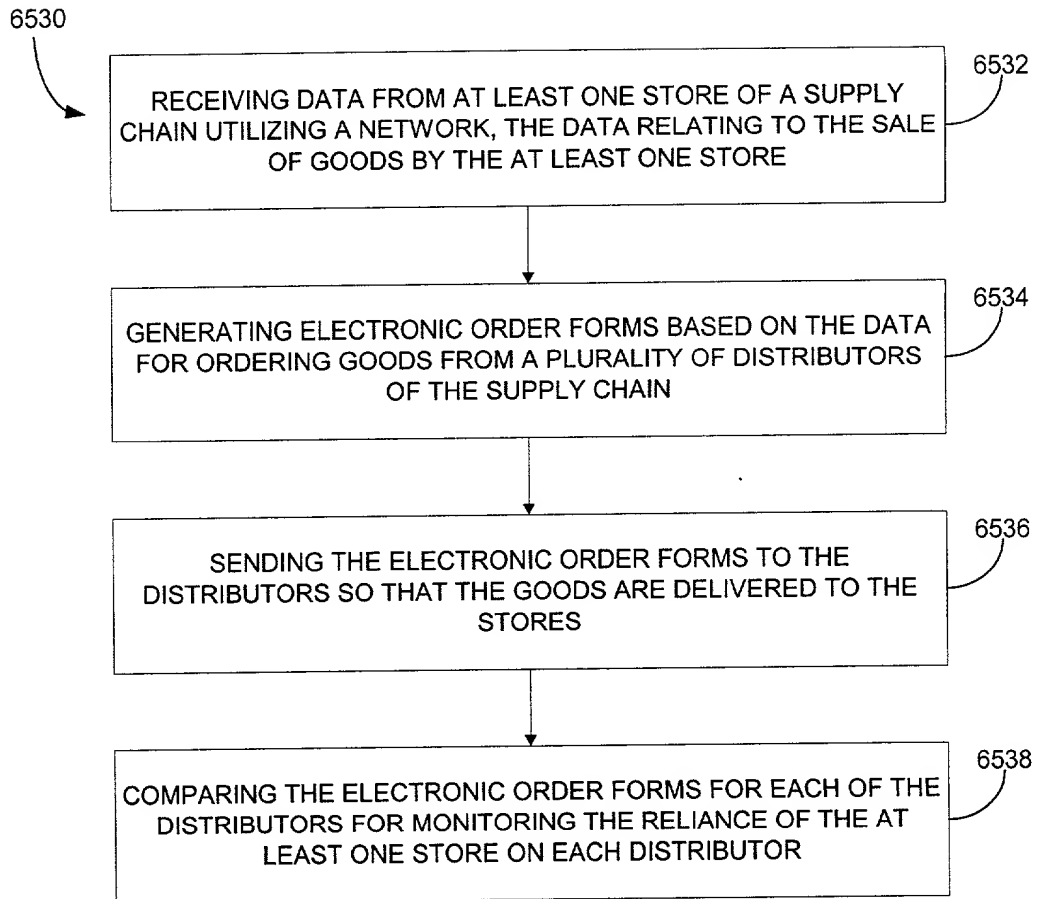 6530
6532
RECEIVING DATA FROM AT LEAST ONE STORE OF A SUPPLY
CHAIN UTILIZING A NETWORK, THE DATA RELATING TO THE SALE
OF GOODS BY THE AT LEAST ONE STORE
6534
GENERATING ELECTRONIC ORDER FORMS BASED ON THE DATA
FOR ORDERING GOODS FROM A PLURALITY OF DISTRIBUTORS
OF THE SUPPLY CHAIN
6536
SENDING THE ELECTRONIC ORDER FORMS TO THE
DISTRIBUTORS SO THAT THE GOODS ARE DELIVERED TO THE
STORES
6538
COMPARING THE ELECTRONIC ORDER FORMS FOR EACH OF THE
DISTRIBUTORS FOR MONITORING THE RELIANCE OF THE AT
LEAST ONE STORE ON EACH DISTRIBUTOR